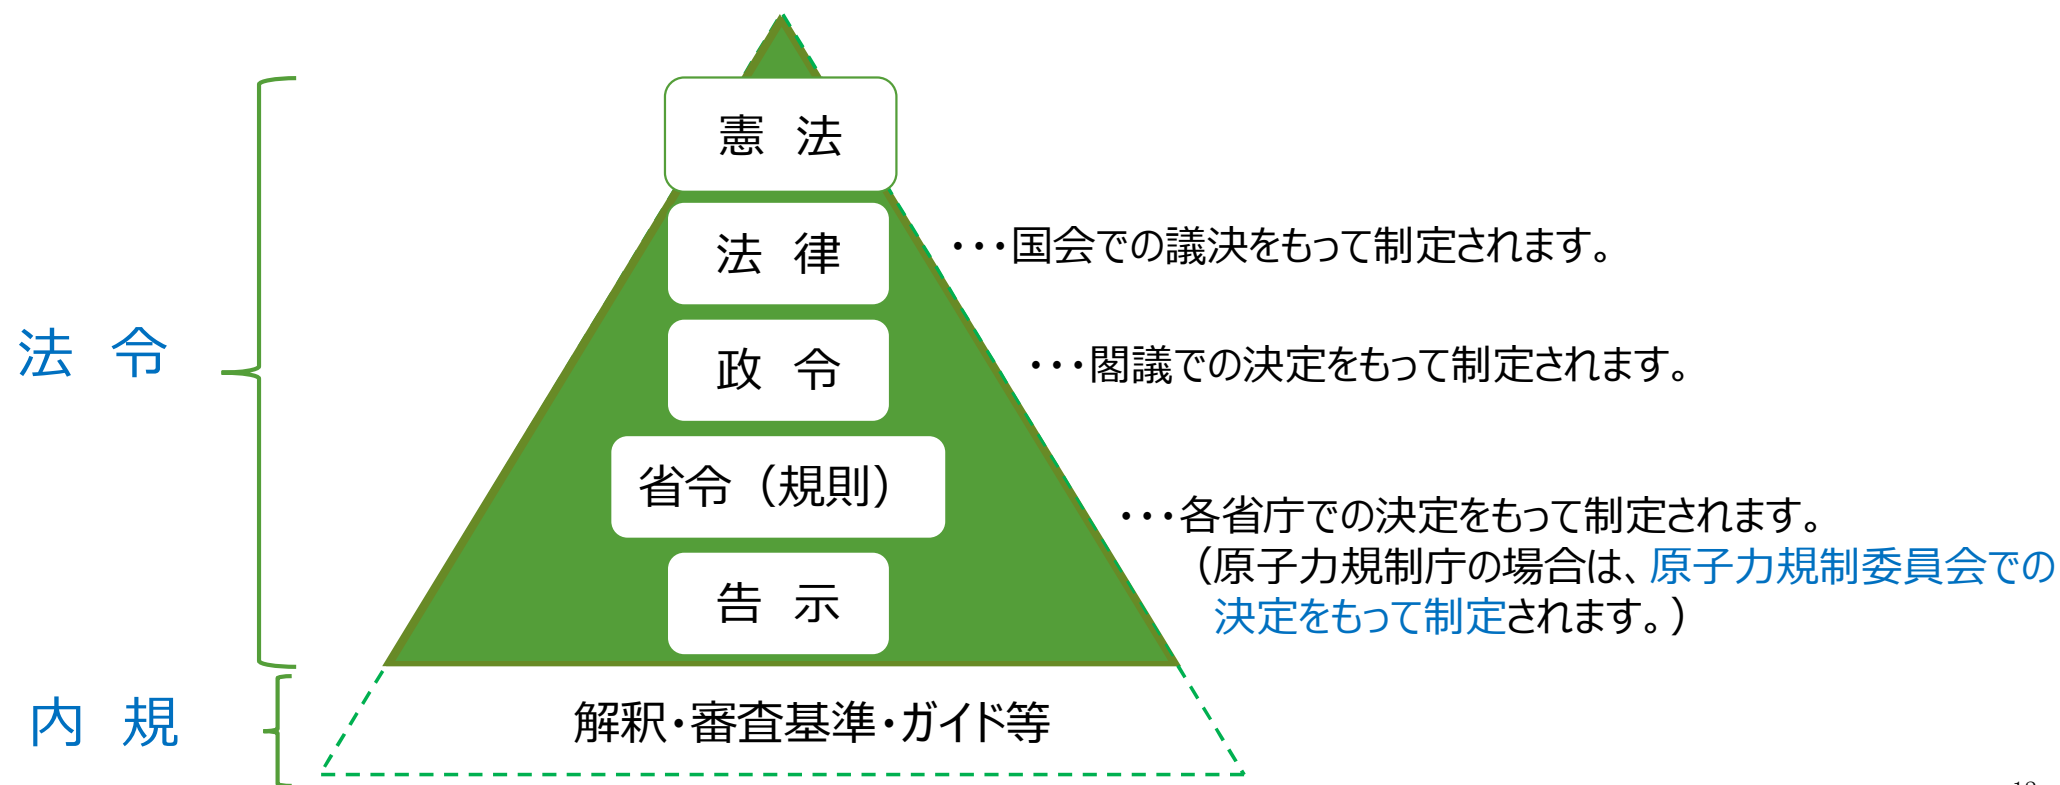 憲 法
法 律
・・・国会での議決をもって制定されます。
法 令
政 令
・・・閣議での決定をもって制定されます。
省令（規則）
・・・各省庁での決定をもって制定されます。
（原子力規制庁の場合は、原子力規制委員会での
決定をもって制定されます。）
告 示
内 規
解釈・審査基準・ガイド等